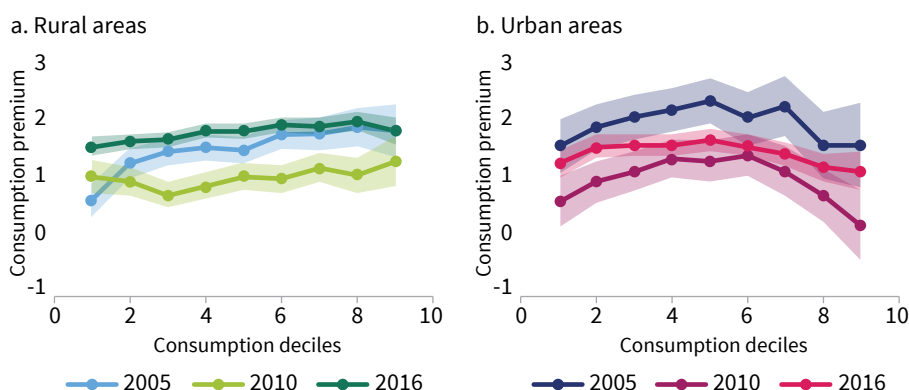 a. Rural areas
Consumption premium
3
2
1
0
-1
0 2 4 6 8 10
Consumption deciles
2005 2010 2016
b. Urban areas
Consumption premium
3
2
1
0
-1
0 2 4 6 8 10
Consumption deciles
2005 2010 2016